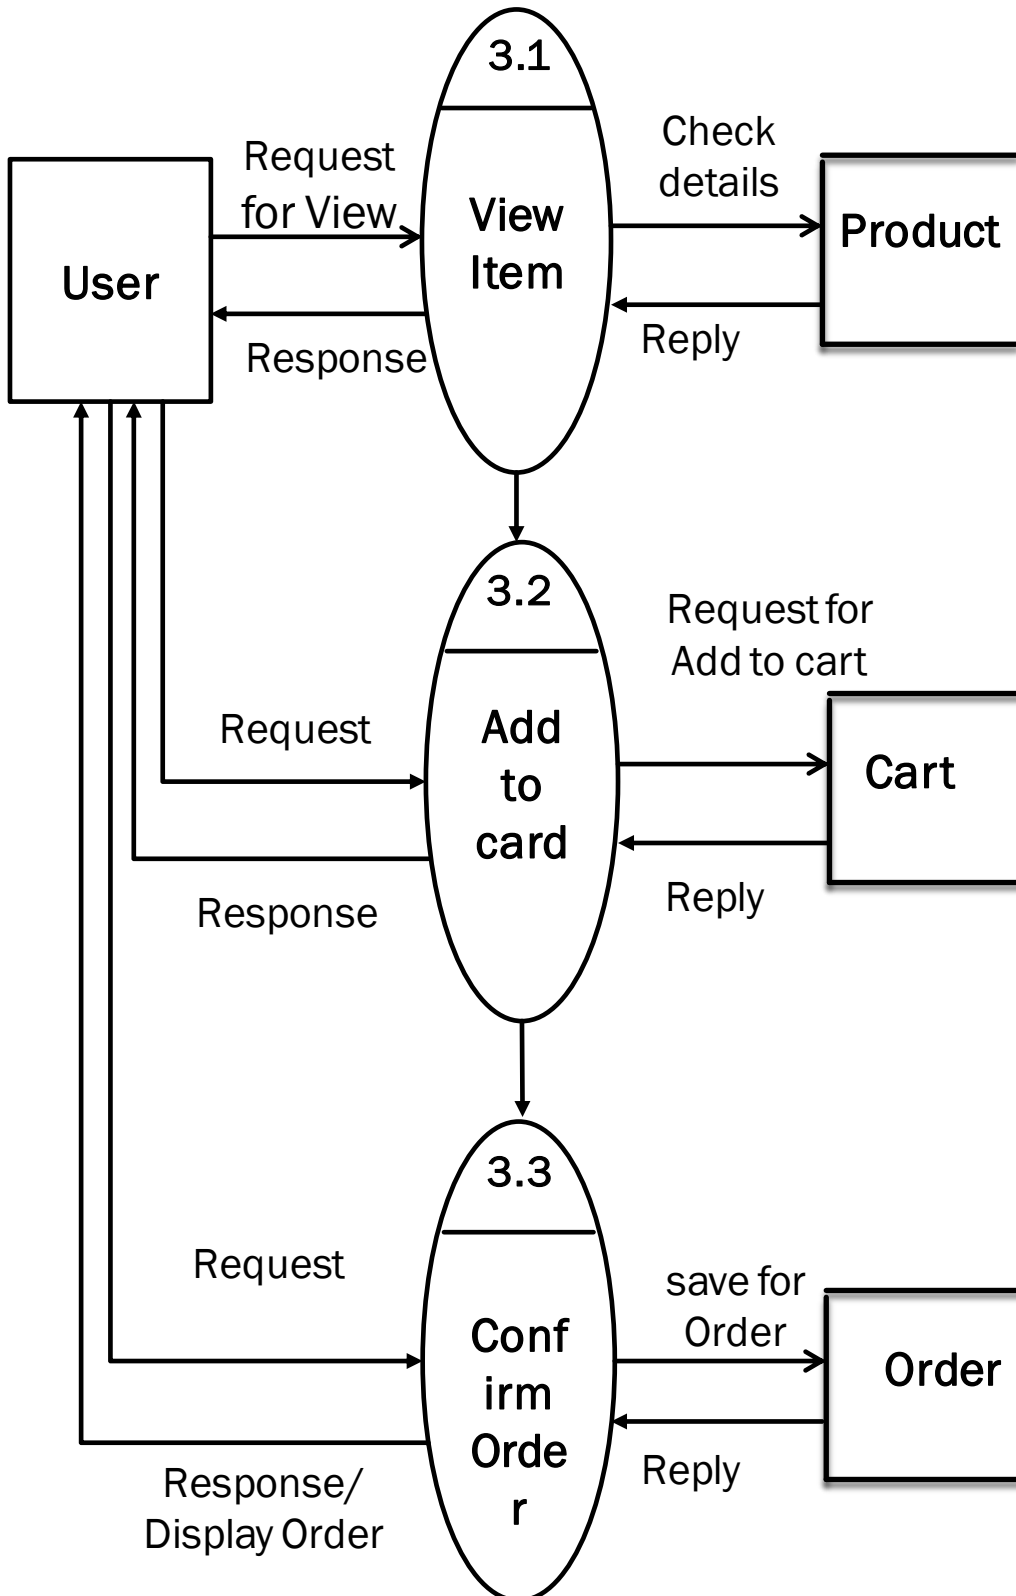 3.1
Check
details
Request
for View
View
Item
Product
User
Response
Reply
3.2
Request for
Add to cart
Request
Add
to
card
Cart
Response
Reply
3.3
Request
save for
Order
Conf
irm
Orde
r
Order
Response/
Display Order
Reply